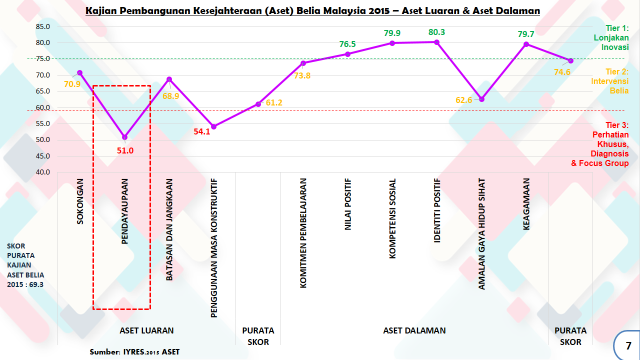 Kajian Pembangunan Kesejahteraan (Aset) Belia Malaysia 2015 – Aset Luaran & Aset Dalaman
85.0
80.0
75.0
70.0
65.0
60.0
55.0
50.0
45.0
40.0
70.9
51.0
68.9
54.1
61.2
73.8
76.5
79.9
80.3
62.6
79.7
74.6
Tier 1:
Lonjakan
Inovasi
Tier 2:
Intervensi
Belia
Tier 3:
Perhatian
Khusus,
Diagnosis
& Focus Group
SOKONGAN
PENDAYAUPAAN
BATASAN DAN JANGKAAN
PENGGUNAAN MASA KONSTRUKTIF
KOMITMEN PEMBELAJARAN
NILAI POSITIF
KOMPETENSI SOSIAL
IDENTITI POSITIF
AMALAN GAYA HIDUP SIHAT
KEAGAMAAN
SKOR
PURATA
KAJIAN
ASET BELIA
2015 : 69.3
ASET LUARAN
PURATA
SKOR
ASET DALAMAN
PURATA
SKOR
Sumber: IYRES.2015 ASET
7